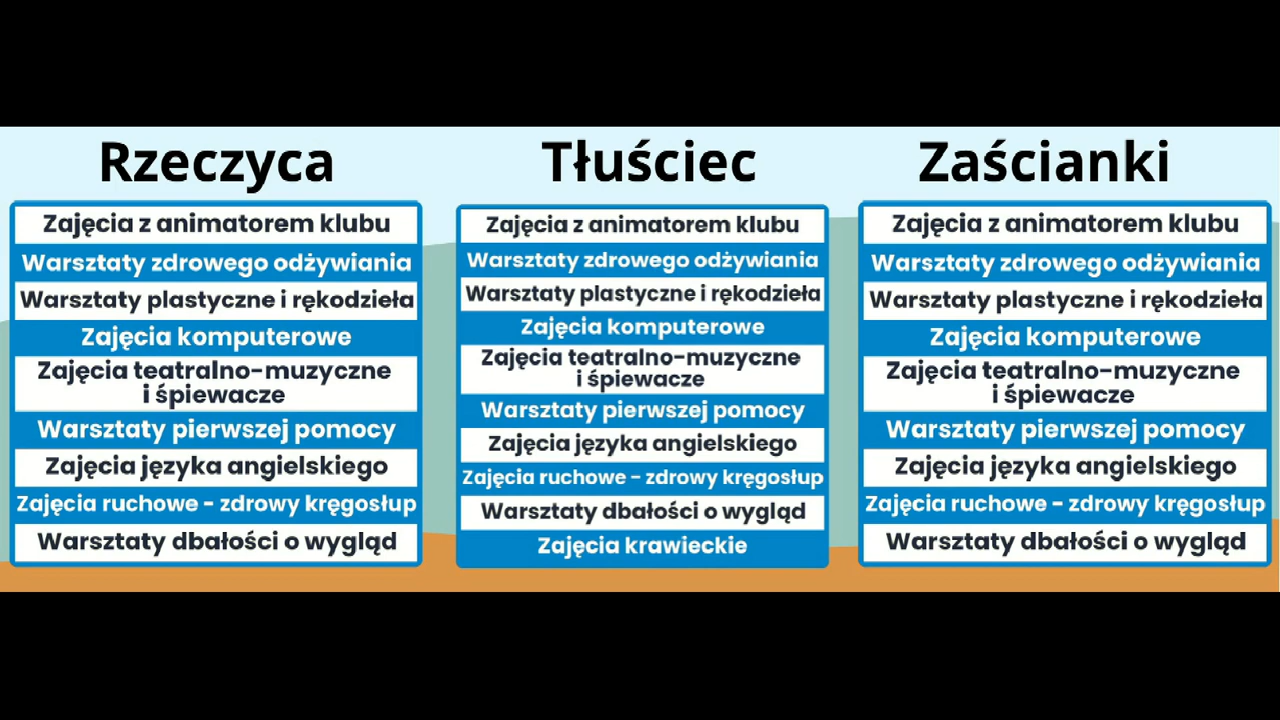 Rzeczyca
Zajęcia z animatorem klubu
Warsztaty zdrowego odżywiania
Warsztaty plastyczne i rękodzieła
Zajęcia komputerowe
Zajęcia teatralno-muzyczne
i śpiewacze
Warsztaty pierwszej pomocy
Zajęcia języka angielskiego
Zajęcia ruchowe - zdrowy kręgosłup
Warsztaty dbałości o wygląd
Tłuściec
Zajęcia z animatorem klubu
Warsztaty zdrowego odżywiania
Warsztaty plastyczne i rękodzieła
Zajęcia komputerowe
Zajęcia teatralno-muzyczne
i śpiewacze
Warsztaty pierwszej pomocy
Zajęcia języka angielskiego
Zajęcia ruchowe - zdrowy kręgosłup
Warsztaty dbałości o wygląd
Zajęcia krawieckie
Zaścianki
Zajęcia z animatorem klubu
Warsztaty zdrowego odżywiania
Warsztaty plastyczne i rękodzieła
Zajęcia komputerowe
Zajęcia teatralno-muzyczne
i śpiewacze
Warsztaty pierwszej pomocy
Zajęcia języka angielskiego
Zajęcia ruchowe - zdrowy kręgosłup
Warsztaty dbałości o wygląd